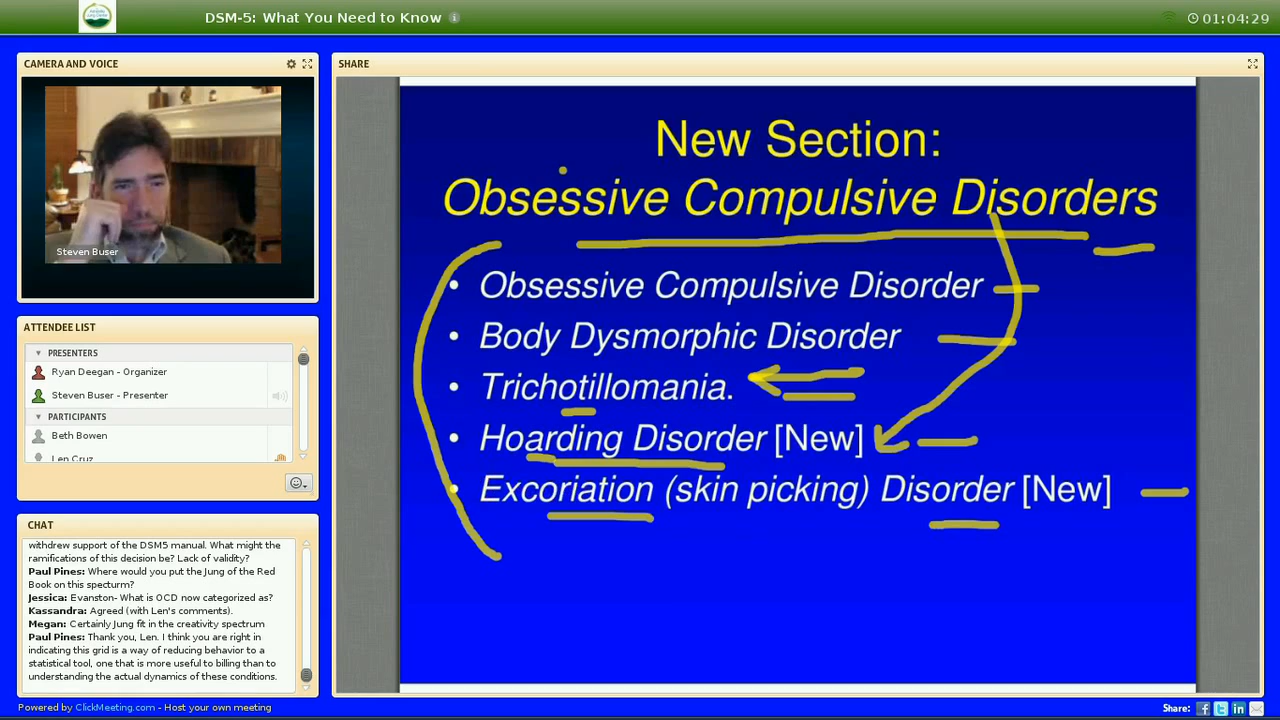 DSM-5: What You Need to Know
01:04:29
CAMERA AND VOICE
Steven Buser
ATTENDEE LIST
PRESENTERS
Ryan Deegan - Organizer
Steven Buser - Presenter
PARTICIPANTS
Beth Bowen
Len Cruz
CHAT
withdrew support of the DSM5 manual. What might the
ramifications of this decision be? Lack of validity?
Paul Pines: Where would you put the Jung of the Red
Book on this specturm?
Jessica: Evanston- What is OCD now categorized as?
Kassandra: Agreed (with Len's comments).
Megan: Certainly Jung fit in the creativity spectrum
Paul Pines: Thank you, Len. I think you are right in
indicating this grid is a way of reducing behavior to a
statistical tool, one that is more useful to billing than to
understanding the actual dynamics of these conditions.
SHARE
New Section:
Obsessive Compulsive Disorders
• Obsessive Compulsive Disorder
• Body Dysmorphic Disorder
• Trichotillomania.
• Hoarding Disorder [New]
• Excoriation (skin picking) Disorder [New]
Powered by ClickMeeting.com - Host your own meeting
Share: